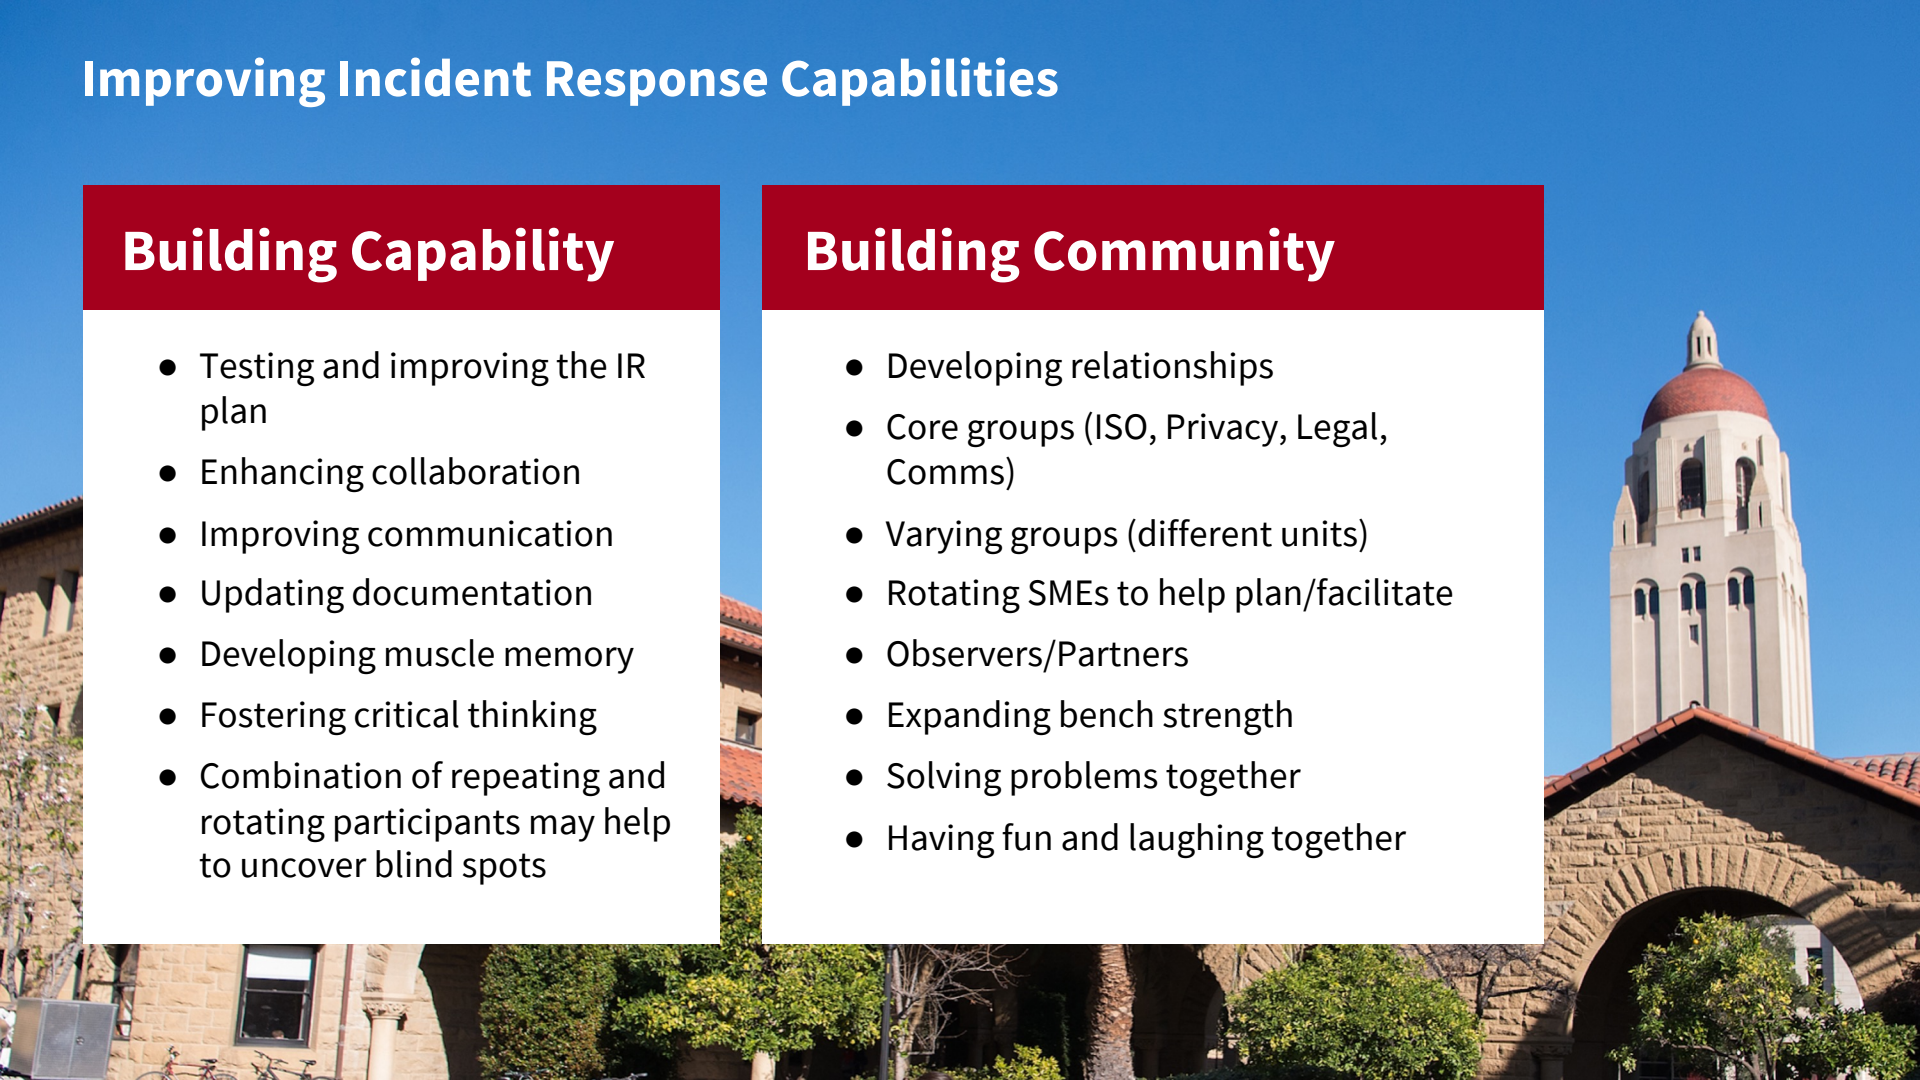 Improving Incident Response Capabilities
Building Capability
● Testing and improving the IR
plan
● Enhancing collaboration
● Improving communication
● Updating documentation
● Developing muscle memory
● Fostering critical thinking
● Combination of repeating and
rotating participants may help
to uncover blind spots
Building Community
● Developing relationships
● Core groups (ISO, Privacy, Legal,
Comms)
● Varying groups (different units)
● Rotating SMEs to help plan/facilitate
● Observers/Partners
● Expanding bench strength
● Solving problems together
● Having fun and laughing together